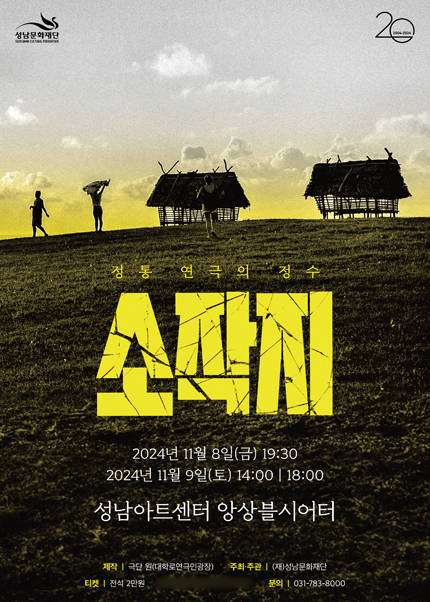 성남문화재단
SEONGNAM CULTURAL FOUNDATION
20
2004-2024
정통 연극의 정수
소작지
2024년 11월 8일(금) 19:30
2024년 11월 9일(토) 14:00 | 18:00
성남아트센터 앙상블시어터
제작 | 극단 원(대학로연극인광장) 주최·주관 | (재)성남문화재단
티켓 | 전석 2만원 문의 | 031-783-8000